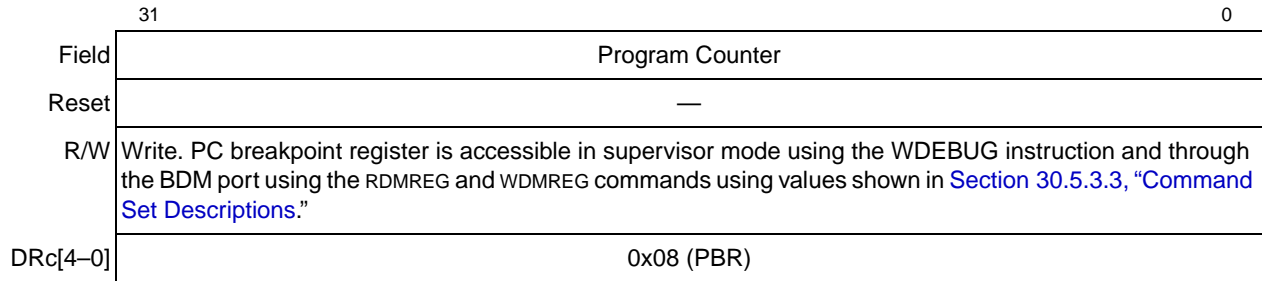 31 0
Field Program Counter
Reset —
R/W Write. PC breakpoint register is accessible in supervisor mode using the WDEBUG instruction and through
the BDM port using the RDMREG and WDMREG commands using values shown in Section 30.5.3.3, “Command
Set Descriptions.”
DRc[4–0] 0x08 (PBR)